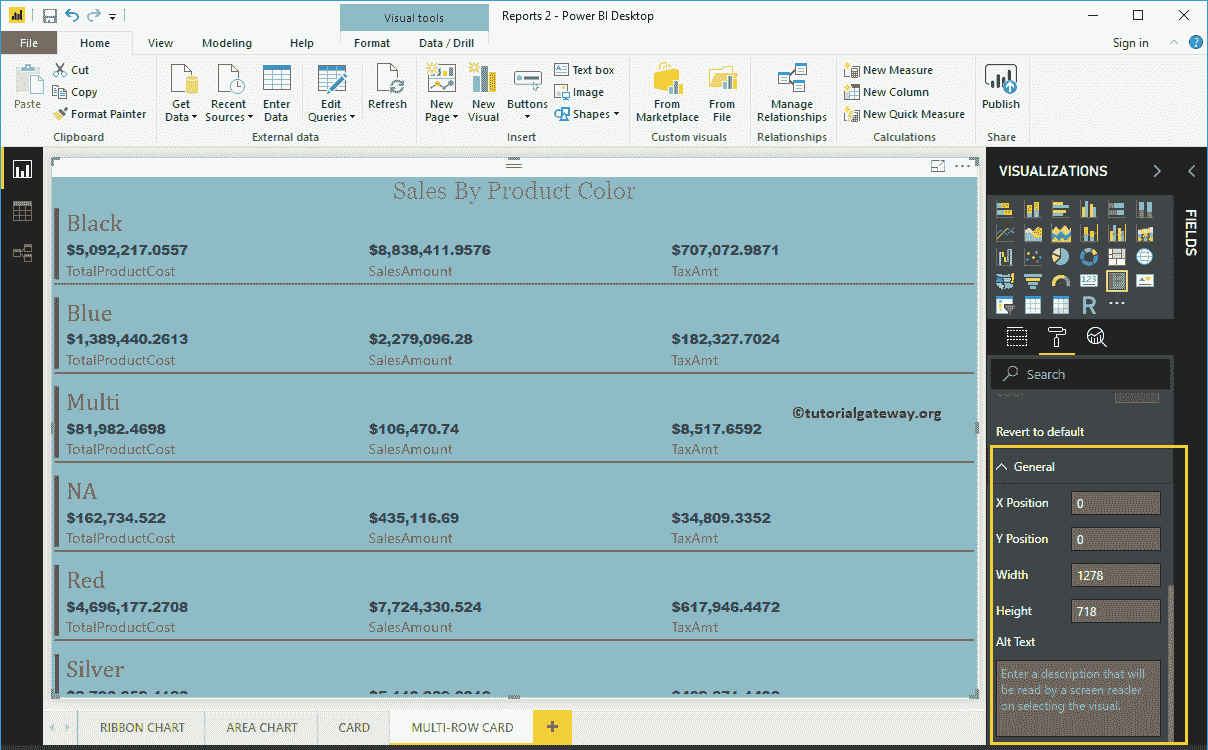 Visual tools
Reports 2 - Power BI Desktop
File Home View Modeling Help Format Data / Drill Sign in
Paste
Cut
Copy
Format Painter
Clipboard
Get Data
Recent Sources
Enter Data
Edit Queries
External data
Refresh
New Page
New Visual
Buttons
Text box
Image
Shapes
Insert
From Marketplace
From File
Custom visuals
Manage Relationships
Relationships
New Measure
New Column
New Quick Measure
Calculations
Publish
Share
Sales By Product Color
Black
$5,092,217.0557 $8,838,411.9576 $707,072.9871
TotalProductCost SalesAmount TaxAmt
Blue
$1,389,440.2613 $2,279,096.28 $182,327.7024
TotalProductCost SalesAmount TaxAmt
Multi
$81,982.4698 $106,470.74 $8,517.6592
TotalProductCost SalesAmount TaxAmt
©tutorialgateway.org
NA
$162,734.522 $435,116.69 $34,809.3352
TotalProductCost SalesAmount TaxAmt
Red
$4,696,177.2708 $7,724,330.524 $617,946.4472
TotalProductCost SalesAmount TaxAmt
Silver
RIBBON CHART AREA CHART CARD MULTI-ROW CARD +
VISUALIZATIONS
FIELDS
123
R
Search
Color
Revert to default
General
X Position 0
Y Position 0
Width 1278
Height 718
Alt Text
Enter a description that will
be read by a screen reader
on selecting the visual.